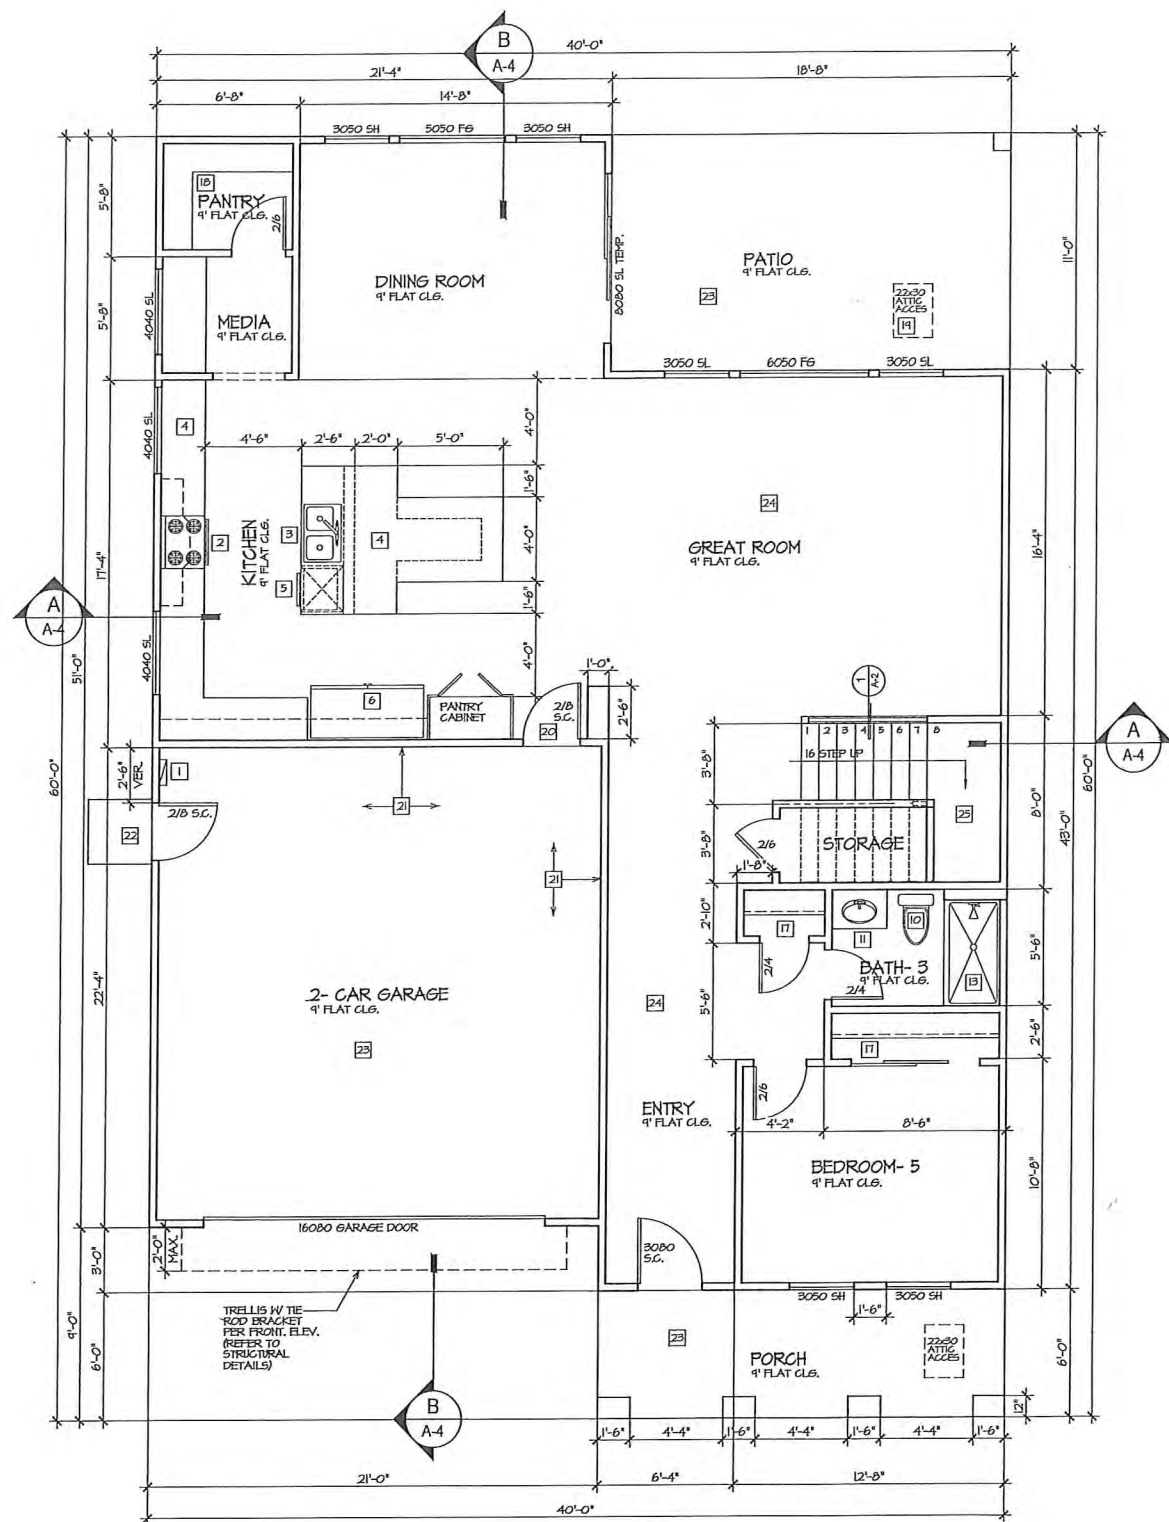 B
A-4
40'-0"
21'-4"
18'-8"
6'-8"
14'-8"
3050 SH
5050 FG
3050 SH
5'-8"
18
PANTRY
9' FLAT CLG.
2/6
DINING ROOM
9' FLAT CLG.
8080 SL TEMP.
PATIO
9' FLAT CLG.
23
22x30
ATTIC
ACCES
19
11'-0"
5'-8"
4040 SL
MEDIA
9' FLAT CLG.
3050 SL
6050 FG
3050 SL
4040 SL
4
4'-6"
2'-6"
2'-0"
5'-0"
4'-0"
1'-6"
24
2
KITCHEN
9' FLAT CLG.
3
4
4'-0"
GREAT ROOM
9' FLAT CLG.
16'-4"
17'-4"
5
1'-6"
A
A-4
51'-0"
4040 SL
4'-0"
1'-0"
6
PANTRY
CABINET
2/8
S.C.
20
2'-6"
1
A-2
A
A-4
60'-0"
2'-6"
VER.
1
21
3'-8"
1 2 3 4 5 6 7 8
16 STEP UP
60'-0"
8'-0"
43'-0"
22
2/8 S.C.
25
3'-8"
2/6
STORAGE
1'-8"
21
2'-10"
17
11
10
BATH- 3
9' FLAT CLG.
13
5'-6"
2/4
2/4
22'-4"
2- CAR GARAGE
9' FLAT CLG.
23
24
5'-6"
17
2'-6"
2/6
ENTRY
9' FLAT CLG.
4'-2"
8'-6"
BEDROOM- 5
9' FLAT CLG.
10'-8"
16080 GARAGE DOOR
2'-0"
MAX.
3'-0"
3080
S.C.
3050 SH
3050 SH
1'-6"
TRELLIS W/ TIE
ROD BRACKET
PER FRONT. ELEV.
(REFER TO
STRUCTURAL
DETAILS)
9'-0"
6'-0"
23
PORCH
9' FLAT CLG.
22x30
ATTIC
ACCES
6'-0"
12"
B
A-4
1'-6"
4'-4"
1'-6"
4'-4"
1'-6"
4'-4"
1'-6"
21'-0"
6'-4"
12'-8"
40'-0"